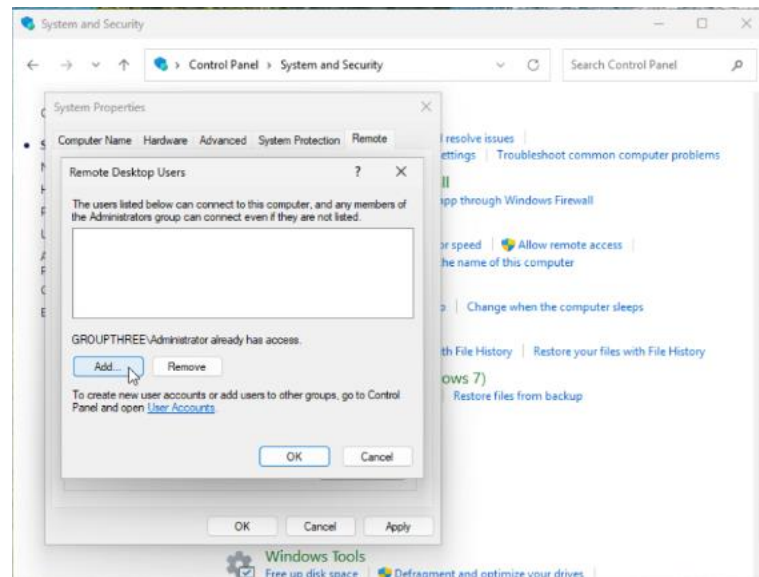 System and Security
Control Panel > System and Security
Search Control Panel
System Properties
Computer Name Hardware Advanced System Protection Remote
resolve issues
ettings Troubleshoot common computer problems
Remote Desktop Users ? ×
The users listed below can connect to this computer, and any members of
the Administrators group can connect even if they are not listed.
pp through Windows Firewall
or speed Allow remote access
he name of this computer
Change when the computer sleeps
GROUPTHREE\Administrator already has access.
Add... Remove
th File History Restore your files with File History
ows 7)
Restore files from backup
To create new user accounts or add users to other groups, go to Control
Panel and open User Accounts.
OK Cancel
OK Cancel Apply
Windows Tools
Free up disk space Defragment and optimize your drives